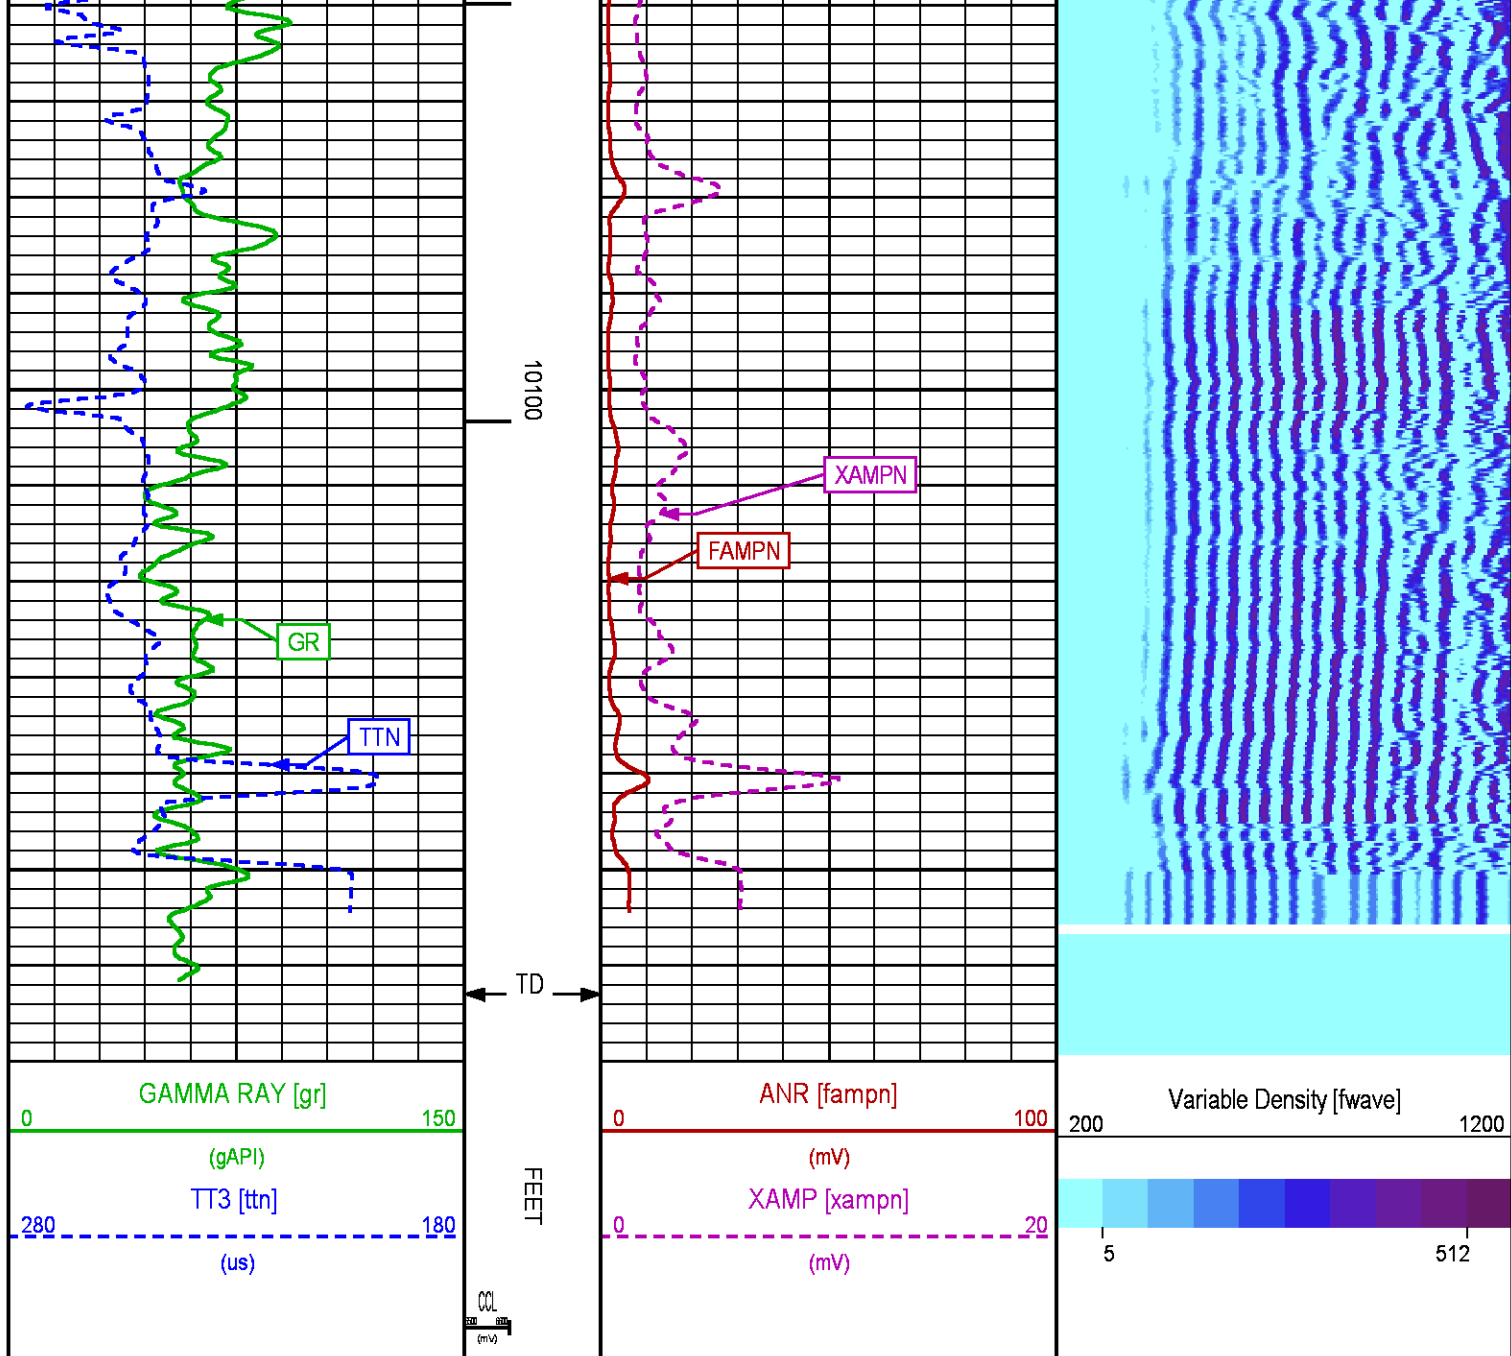 10100
XAMPN
FAMPN
GR
TTN
TD
GAMMA RAY [gr]
0 150
(gAPI)
TT3 [ttn]
280 180
(us)
FEET
CCL
(mV)
ANR [fampn]
0 100
(mV)
XAMP [xampn]
0 20
(mV)
Variable Density [fwave]
200 1200
5 512